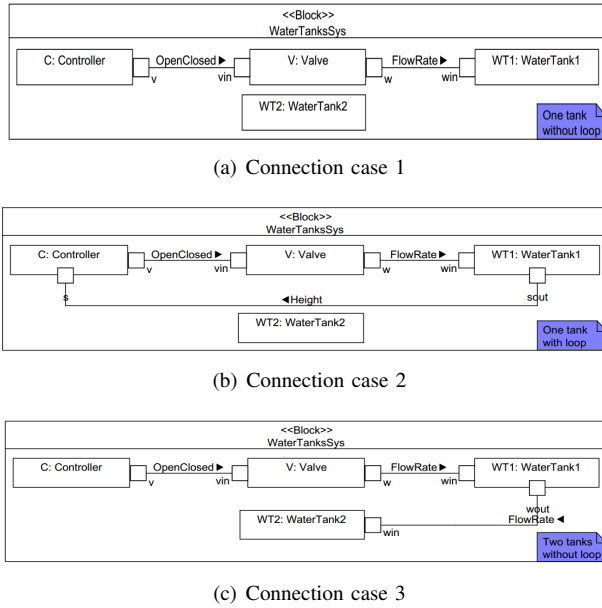 <<Block>>
WaterTanksSys
C: Controller
OpenClosed ▶
V: Valve
FlowRate ▶
WT1: WaterTank1
v
vin
w
win
WT2: WaterTank2
One tank
without loop
(a) Connection case 1
<<Block>>
WaterTanksSys
C: Controller
OpenClosed ▶
V: Valve
FlowRate ▶
WT1: WaterTank1
v
vin
w
win
s
◀Height
sout
WT2: WaterTank2
One tank
with loop
(b) Connection case 2
<<Block>>
WaterTanksSys
C: Controller
OpenClosed ▶
V: Valve
FlowRate ▶
WT1: WaterTank1
v
vin
w
win
wout
WT2: WaterTank2
FlowRate ◀
win
Two tanks
without loop
(c) Connection case 3